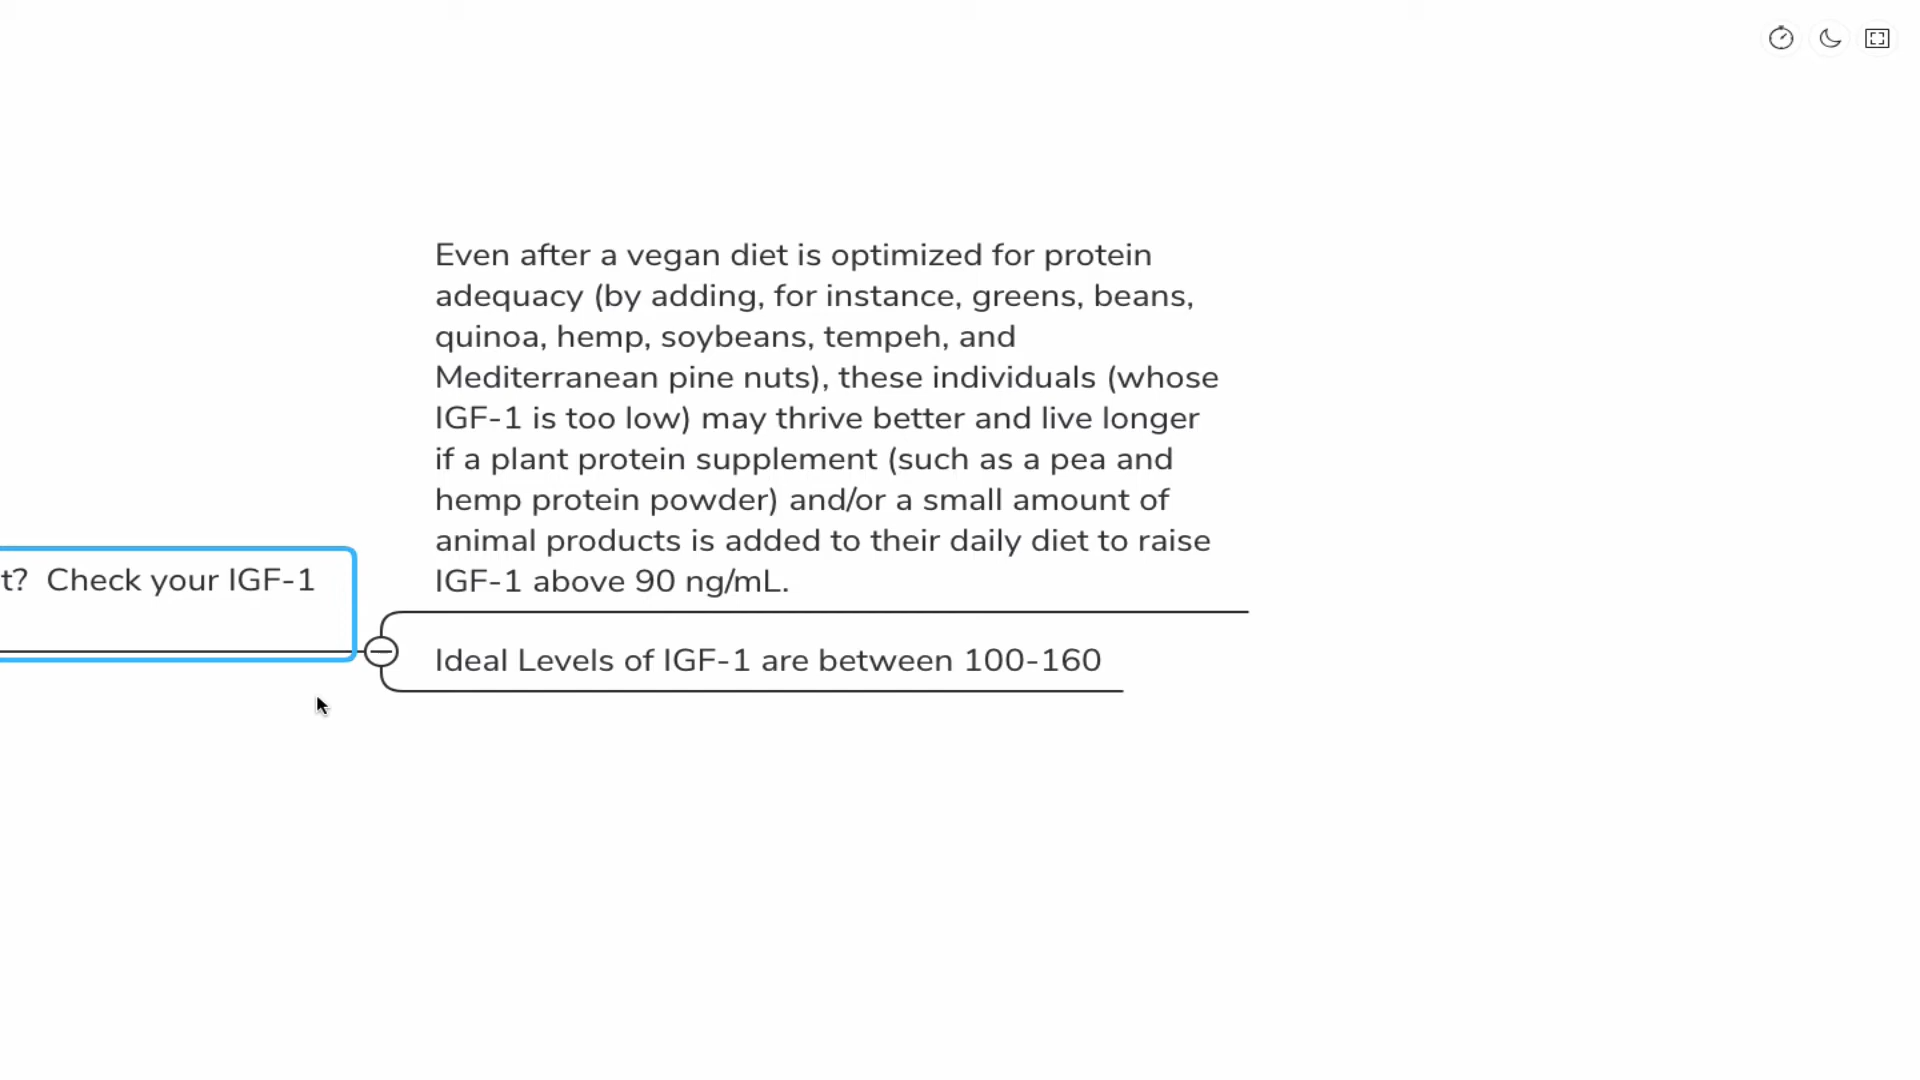 Even after a vegan diet is optimized for protein
adequacy (by adding, for instance, greens, beans,
quinoa, hemp, soybeans, tempeh, and
Mediterranean pine nuts), these individuals (whose
IGF-1 is too low) may thrive better and live longer
if a plant protein supplement (such as a pea and
hemp protein powder) and/or a small amount of
animal products is added to their daily diet to raise
IGF-1 above 90 ng/mL.
t?  Check your IGF-1
Ideal Levels of IGF-1 are between 100-160